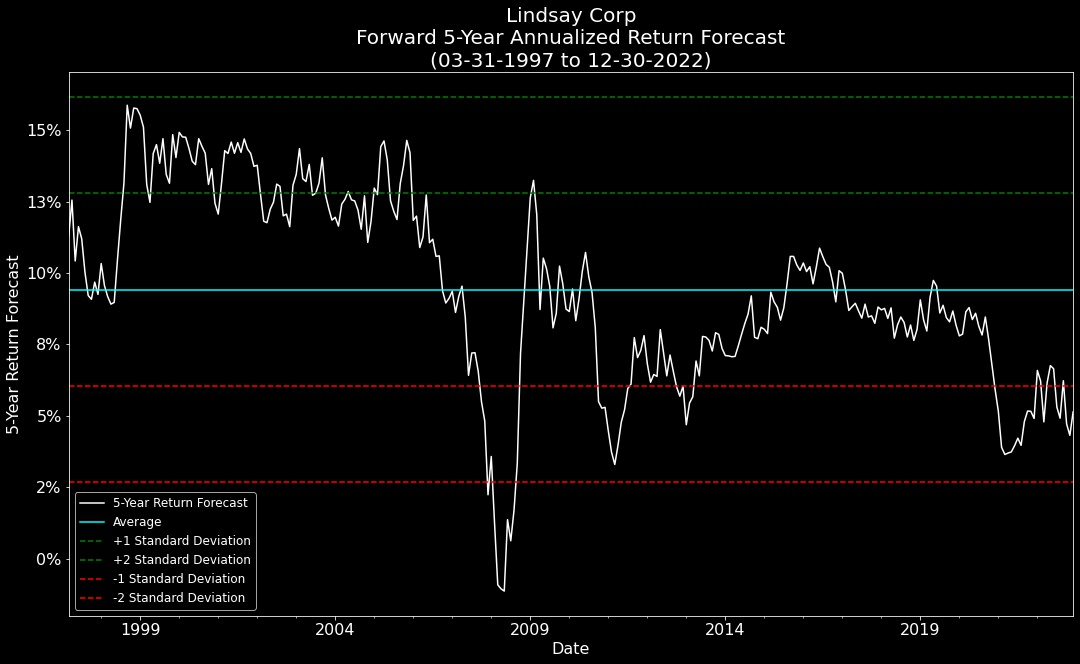 Lindsay Corp
Forward 5-Year Annualized Return Forecast
(03-31-1997 to 12-30-2022)
5-Year Return Forecast
15%
13%
10%
8%
5%
2%
0%
5-Year Return Forecast
Average
+1 Standard Deviation
+2 Standard Deviation
-1 Standard Deviation
-2 Standard Deviation
1999 2004 2009 2014 2019
Date